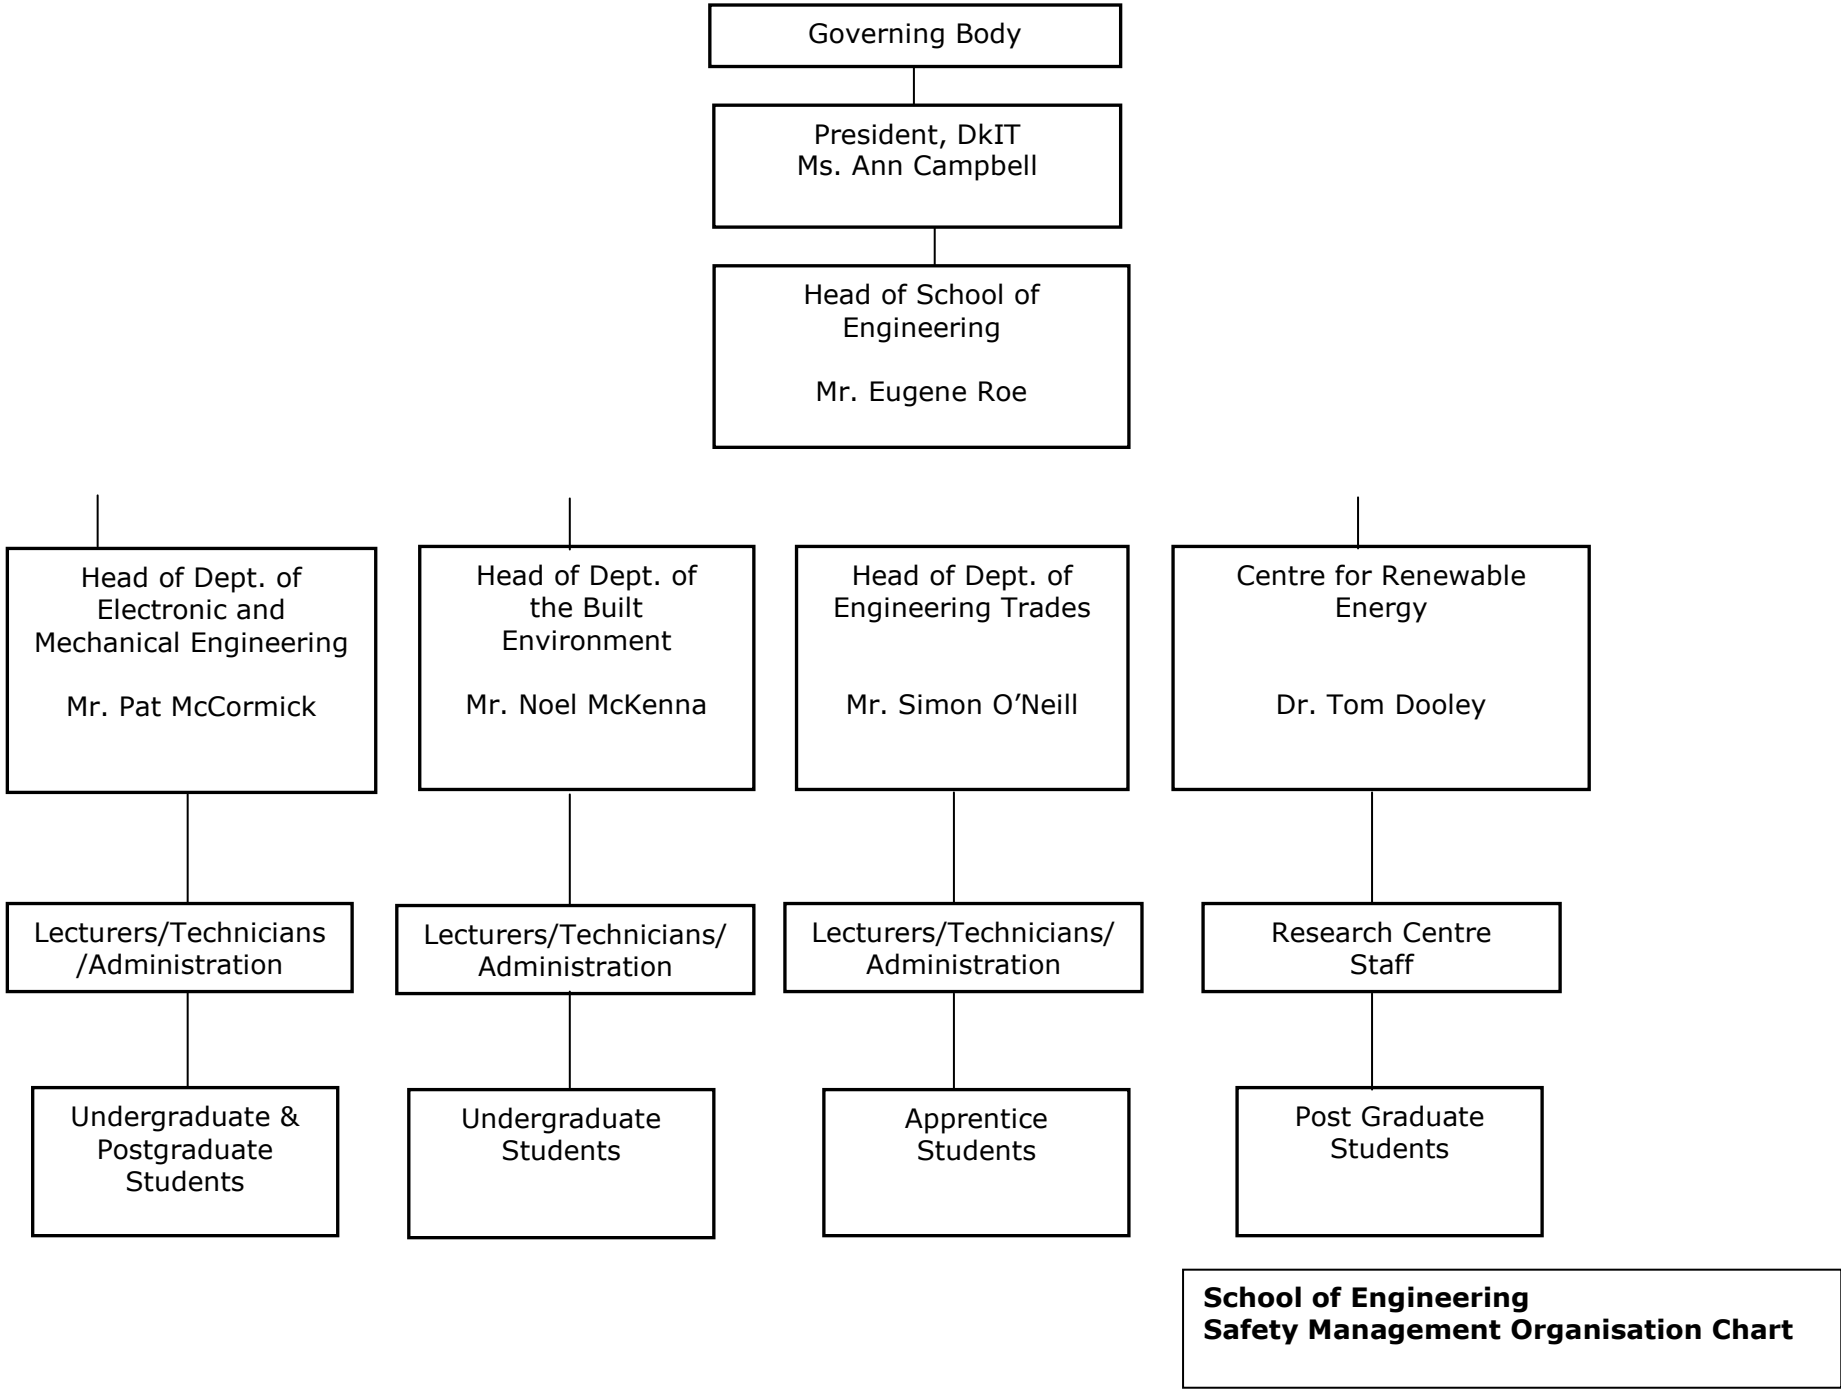 Governing Body
President, DkIT
Ms. Ann Campbell
Head of School of
Engineering
Mr. Eugene Roe
Head of Dept. of
Electronic and
Mechanical Engineering
Mr. Pat McCormick
Head of Dept. of
the Built
Environment
Mr. Noel McKenna
Head of Dept. of
Engineering Trades
Mr. Simon O’Neill
Centre for Renewable
Energy
Dr. Tom Dooley
Lecturers/Technicians
/Administration
Lecturers/Technicians/
Administration
Lecturers/Technicians/
Administration
Research Centre
Staff
Undergraduate &
Postgraduate
Students
Undergraduate
Students
Apprentice
Students
Post Graduate
Students
School of Engineering
Safety Management Organisation Chart